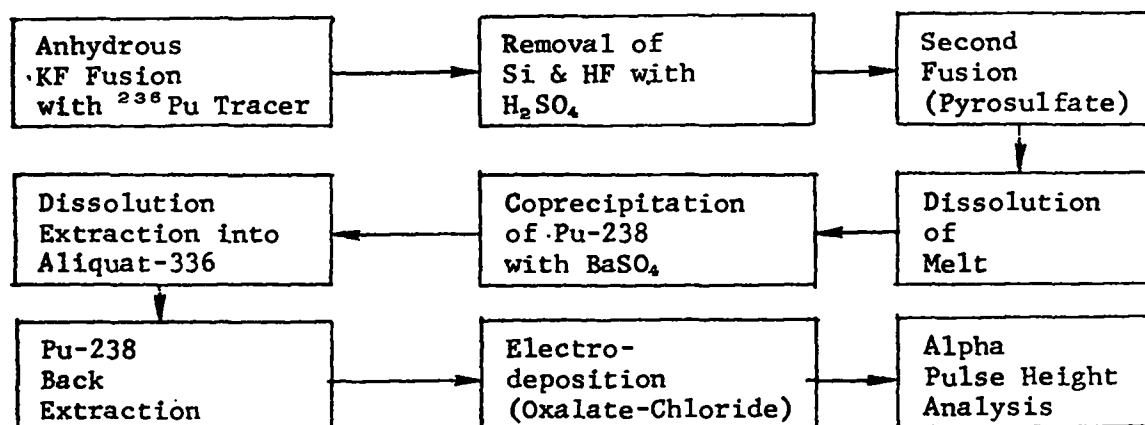 Anhydrous
KF Fusion
with ²³⁶Pu Tracer
Removal of
Si & HF with
H₂SO₄
Second
Fusion
(Pyrosulfate)
Dissolution
of
Melt
Coprecipitation
of Pu-238
with BaSO₄
Dissolution
Extraction into
Aliquat-336
Pu-238
Back
Extraction
Electro-
deposition
(Oxalate-Chloride)
Alpha
Pulse Height
Analysis